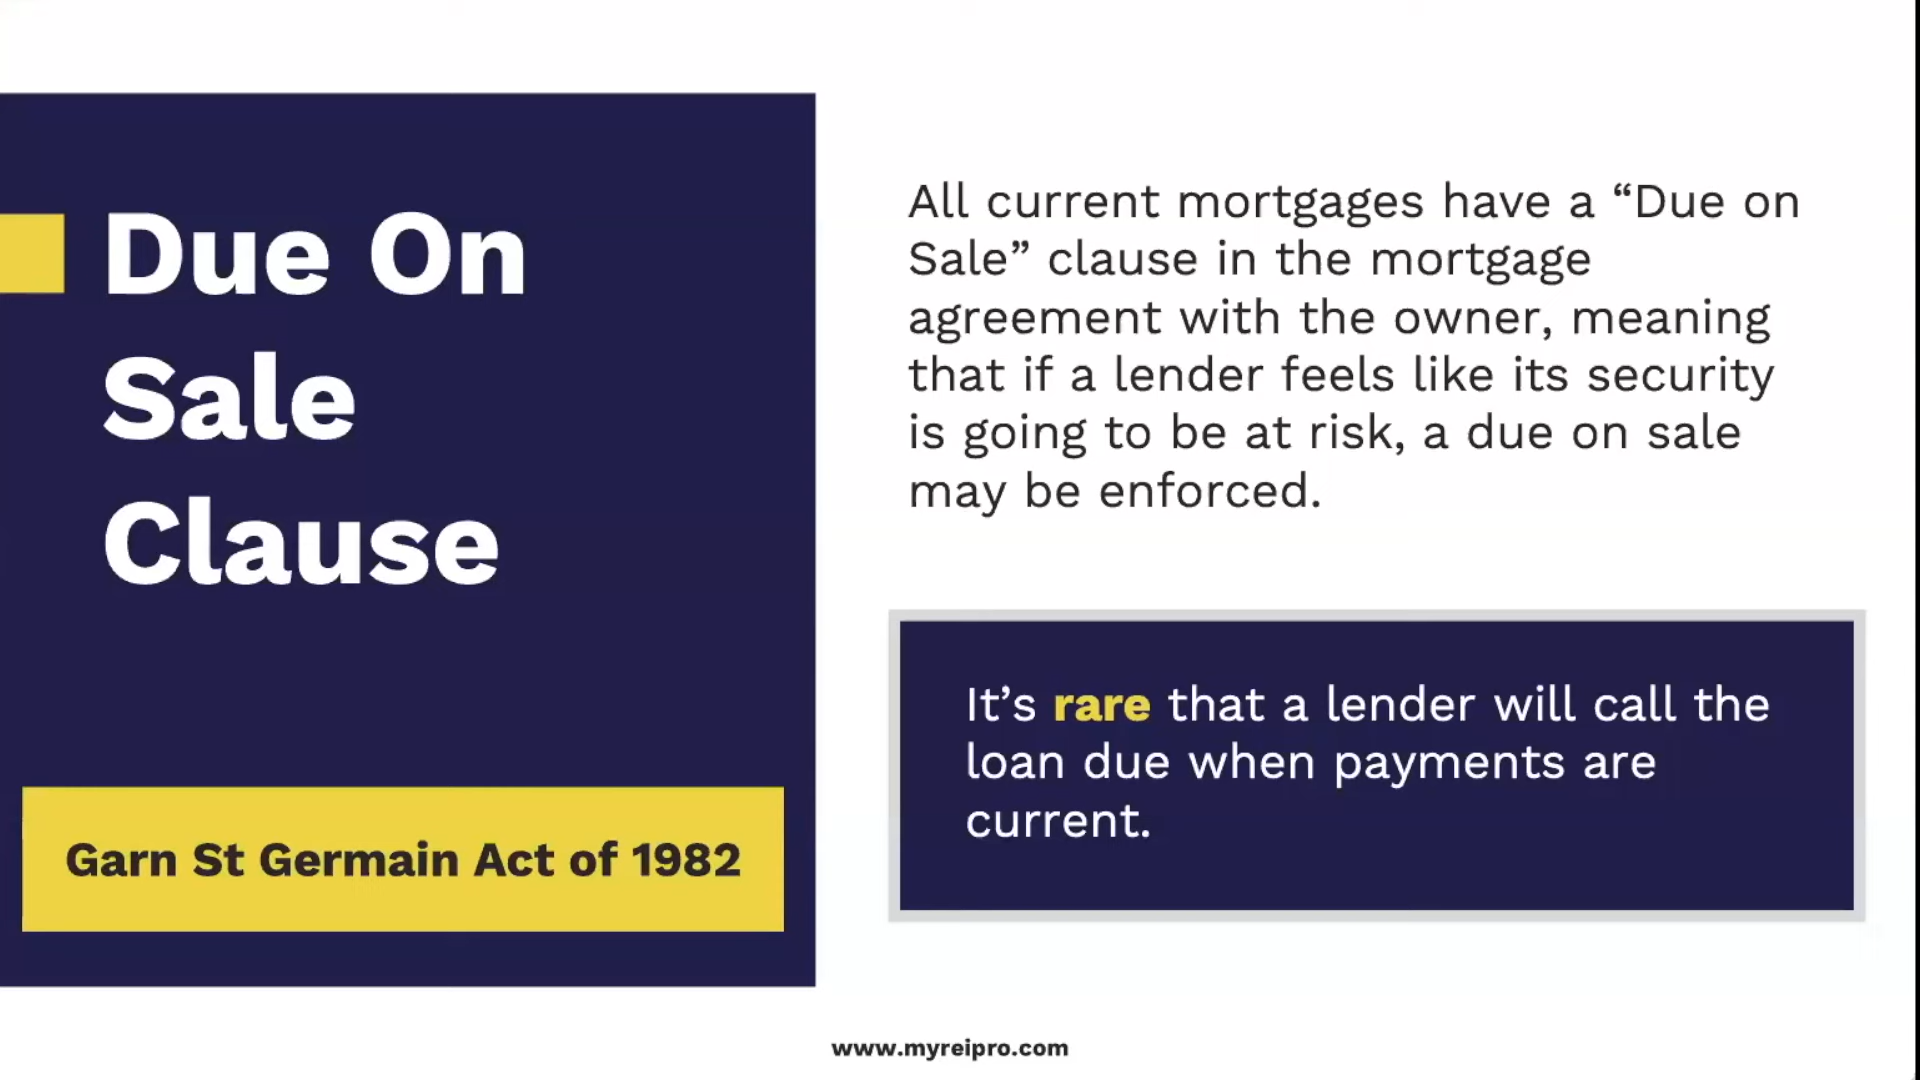 Due On
Sale
Clause
Garn St Germain Act of 1982
All current mortgages have a “Due on
Sale” clause in the mortgage
agreement with the owner, meaning
that if a lender feels like its security
is going to be at risk, a due on sale
may be enforced.
It’s rare that a lender will call the
loan due when payments are
current.
www.myreipro.com